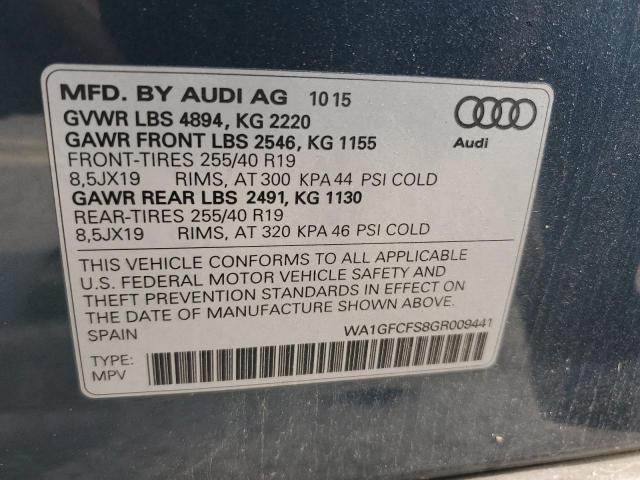 MFD. BY AUDI AG 10 15
GVWR LBS 4894, KG 2220
GAWR FRONT LBS 2546, KG 1155
FRONT-TIRES 255/40 R19
8,5JX19 RIMS, AT 300 KPA 44 PSI COLD
GAWR REAR LBS 2491, KG 1130
REAR-TIRES 255/40 R19
8,5JX19 RIMS, AT 320 KPA 46 PSI COLD
Audi
THIS VEHICLE CONFORMS TO ALL APPLICABLE
U.S. FEDERAL MOTOR VEHICLE SAFETY AND
THEFT PREVENTION STANDARDS IN EFFECT ON
THE DATE OF MANUFACTURE SHOWN ABOVE.
SPAIN WA1GFCFS8GR009441
TYPE:
MPV